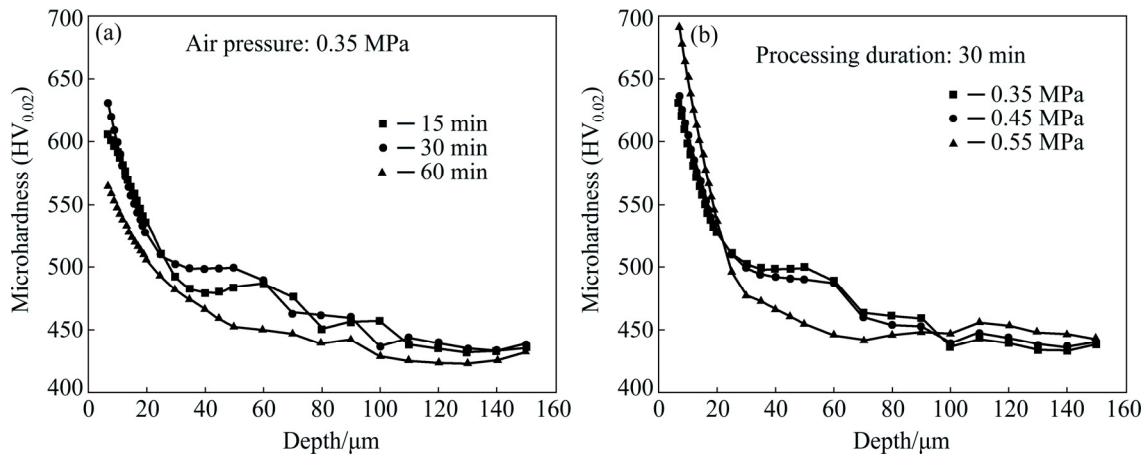 (a)
Air pressure: 0.35 MPa
15 min
30 min
60 min
700
650
600
550
500
450
400
0 20 40 60 80 100 120 140 160
Microhardness (HV0.02)
Depth/μm
(b)
Processing duration: 30 min
0.35 MPa
0.45 MPa
0.55 MPa
700
650
600
550
500
450
400
0 20 40 60 80 100 120 140 160
Microhardness (HV0.02)
Depth/μm